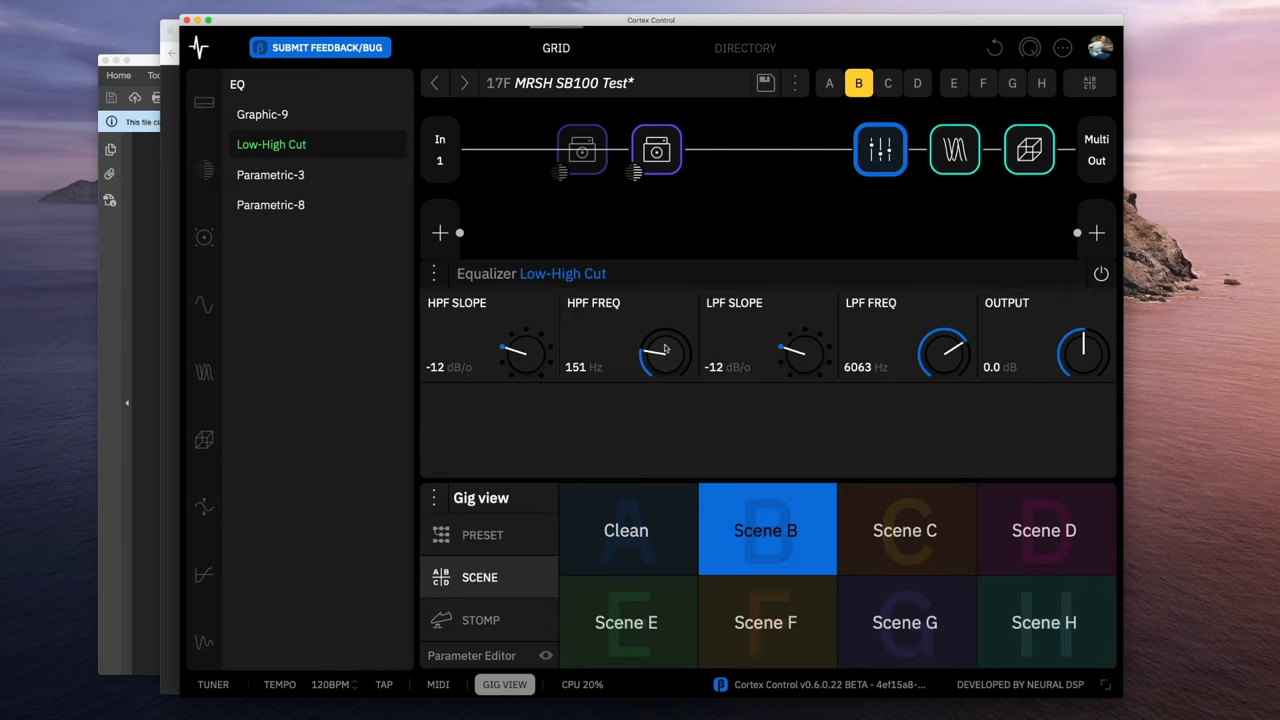 Cortex Control
SUBMIT FEEDBACK/BUG
GRID
DIRECTORY
Home
This file
EQ
Graphic-9
Low-High Cut
Parametric-3
Parametric-8
17F MRSH SB100 Test*
A B C D E F G H
A B
C D
In
1
Multi
Out
Equalizer Low-High Cut
HPF SLOPE
-12 dB/o
HPF FREQ
151 Hz
LPF SLOPE
-12 dB/o
LPF FREQ
6063 Hz
OUTPUT
0.0 dB
Gig view
PRESET
A B
C D
SCENE
STOMP
Parameter Editor
A
Clean
B
Scene B
C
Scene C
D
Scene D
E
Scene E
F
Scene F
G
Scene G
H
Scene H
TUNER
TEMPO
120BPM
TAP
MIDI
GIG VIEW
CPU 20%
Cortex Control v0.6.0.22 BETA - 4ef15a8-...
DEVELOPED BY NEURAL DSP